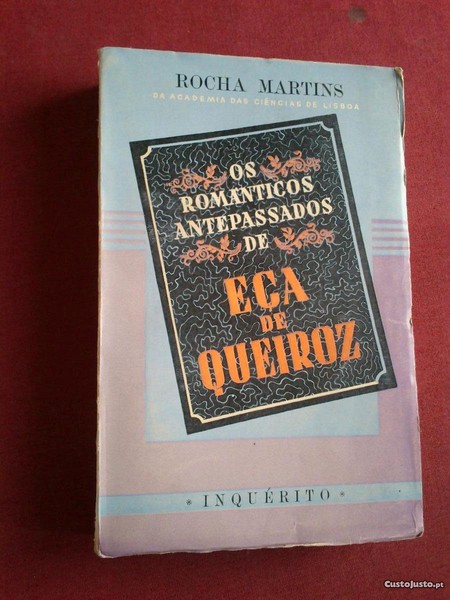 ROCHA MARTINS
DA ACADEMIA DAS CIÊNCIAS DE LISBOA
OS
ROMÂNTICOS
ANTEPASSADOS
DE
EÇA
DE
QUEIROZ
* INQUÉRITO *
CustoJusto.pt